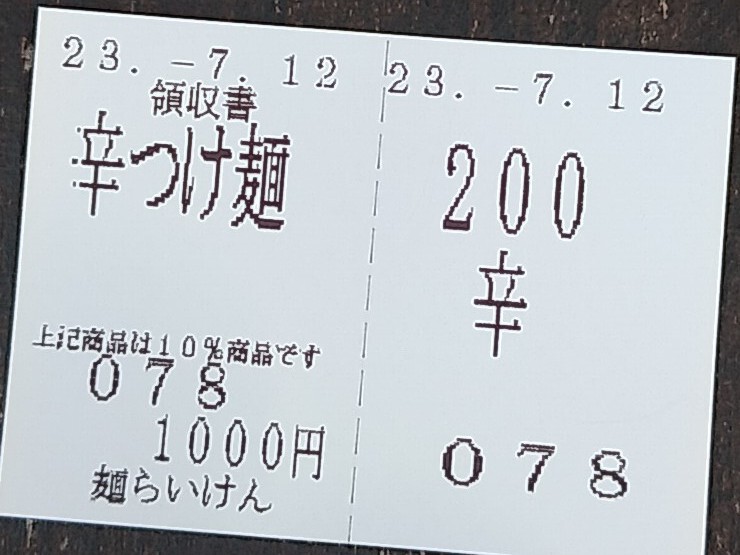 23.-7.12
領収書
辛つけ麺
上記商品は10%商品です
078
1000円
麺らいけん
23.-7.12
200
辛
078